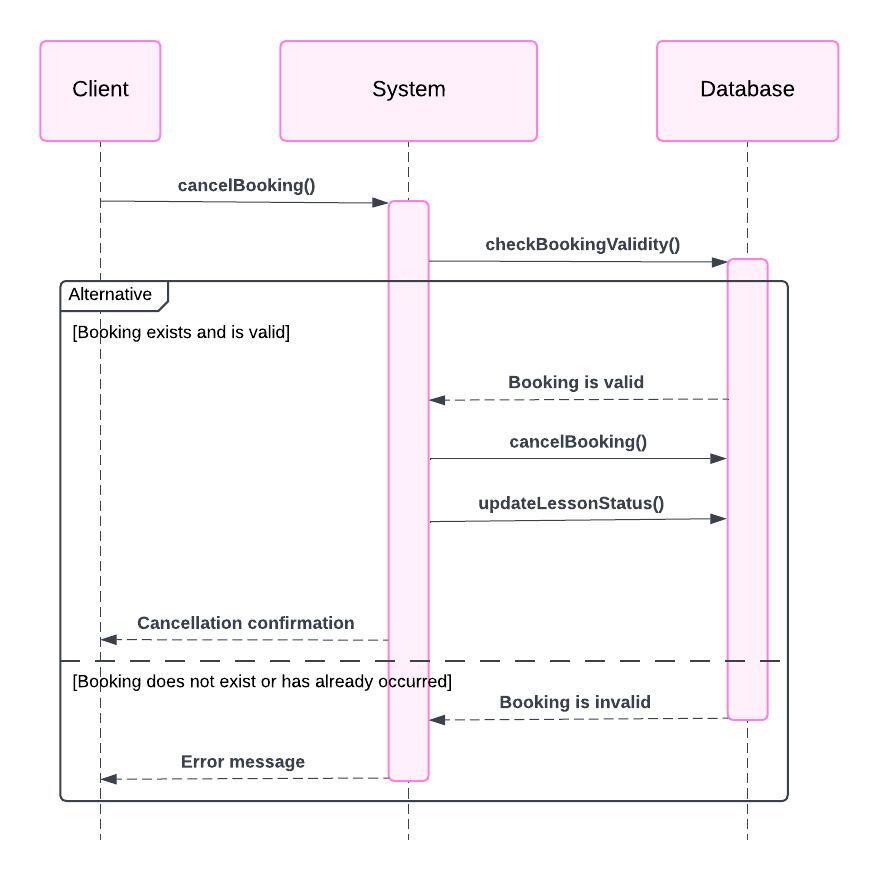 Client
System
Database
cancelBooking()
checkBookingValidity()
Alternative
[Booking exists and is valid]
Booking is valid
cancelBooking()
updateLessonStatus()
Cancellation confirmation
[Booking does not exist or has already occurred]
Booking is invalid
Error message